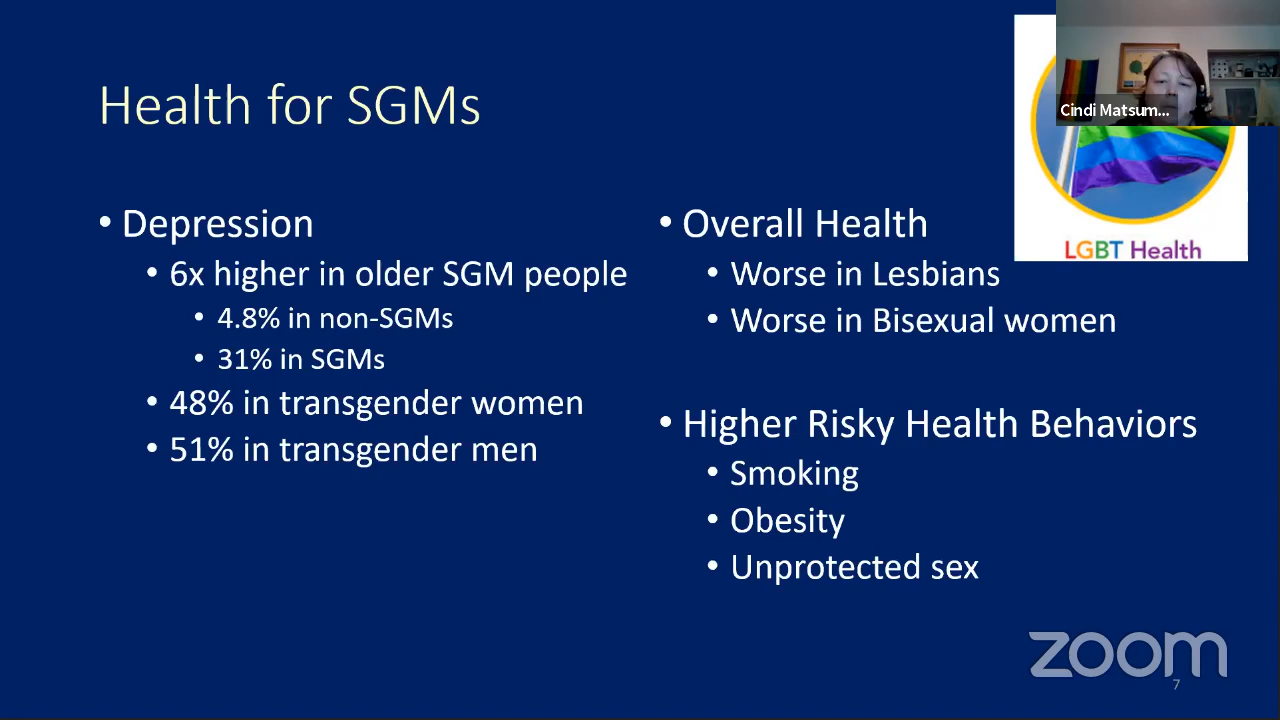 Health for SGMs
• Depression
• 6x higher in older SGM people
• 4.8% in non-SGMs
• 31% in SGMs
• 48% in transgender women
• 51% in transgender men
• Overall Health
• Worse in Lesbians
• Worse in Bisexual women
• Higher Risky Health Behaviors
• Smoking
• Obesity
• Unprotected sex
Cindi Matsum...
LGBT Health
zoom
7